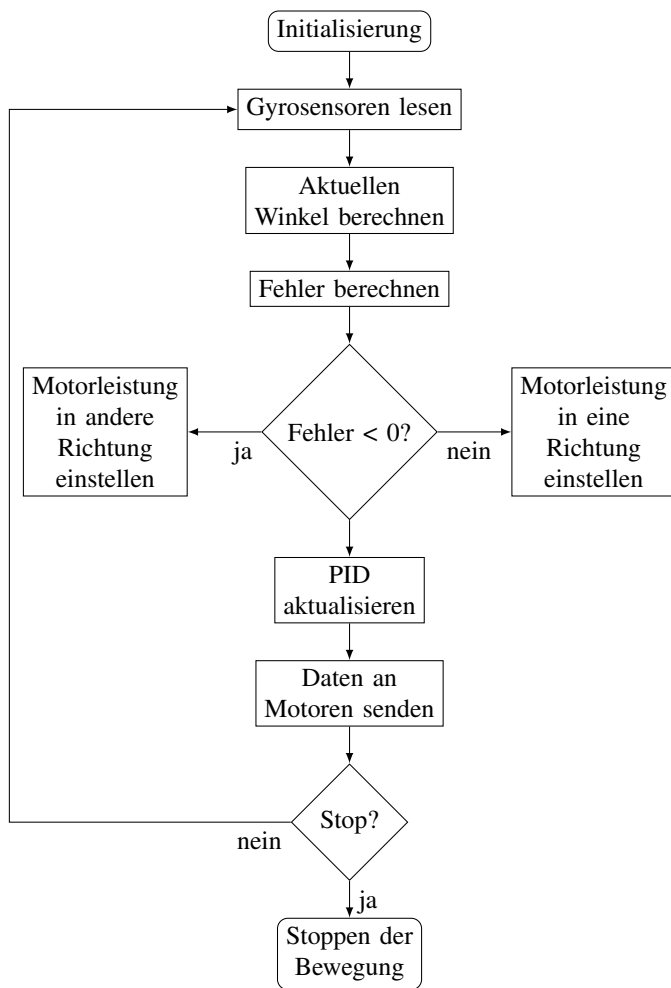 Initialisierung
Gyrosensoren lesen
Aktuellen
Winkel berechnen
Fehler berechnen
Motorleistung
in andere
Richtung
einstellen
ja
Fehler < 0?
nein
Motorleistung
in eine
Richtung
einstellen
PID
aktualisieren
Daten an
Motoren senden
Stop?
nein
ja
Stoppen der
Bewegung